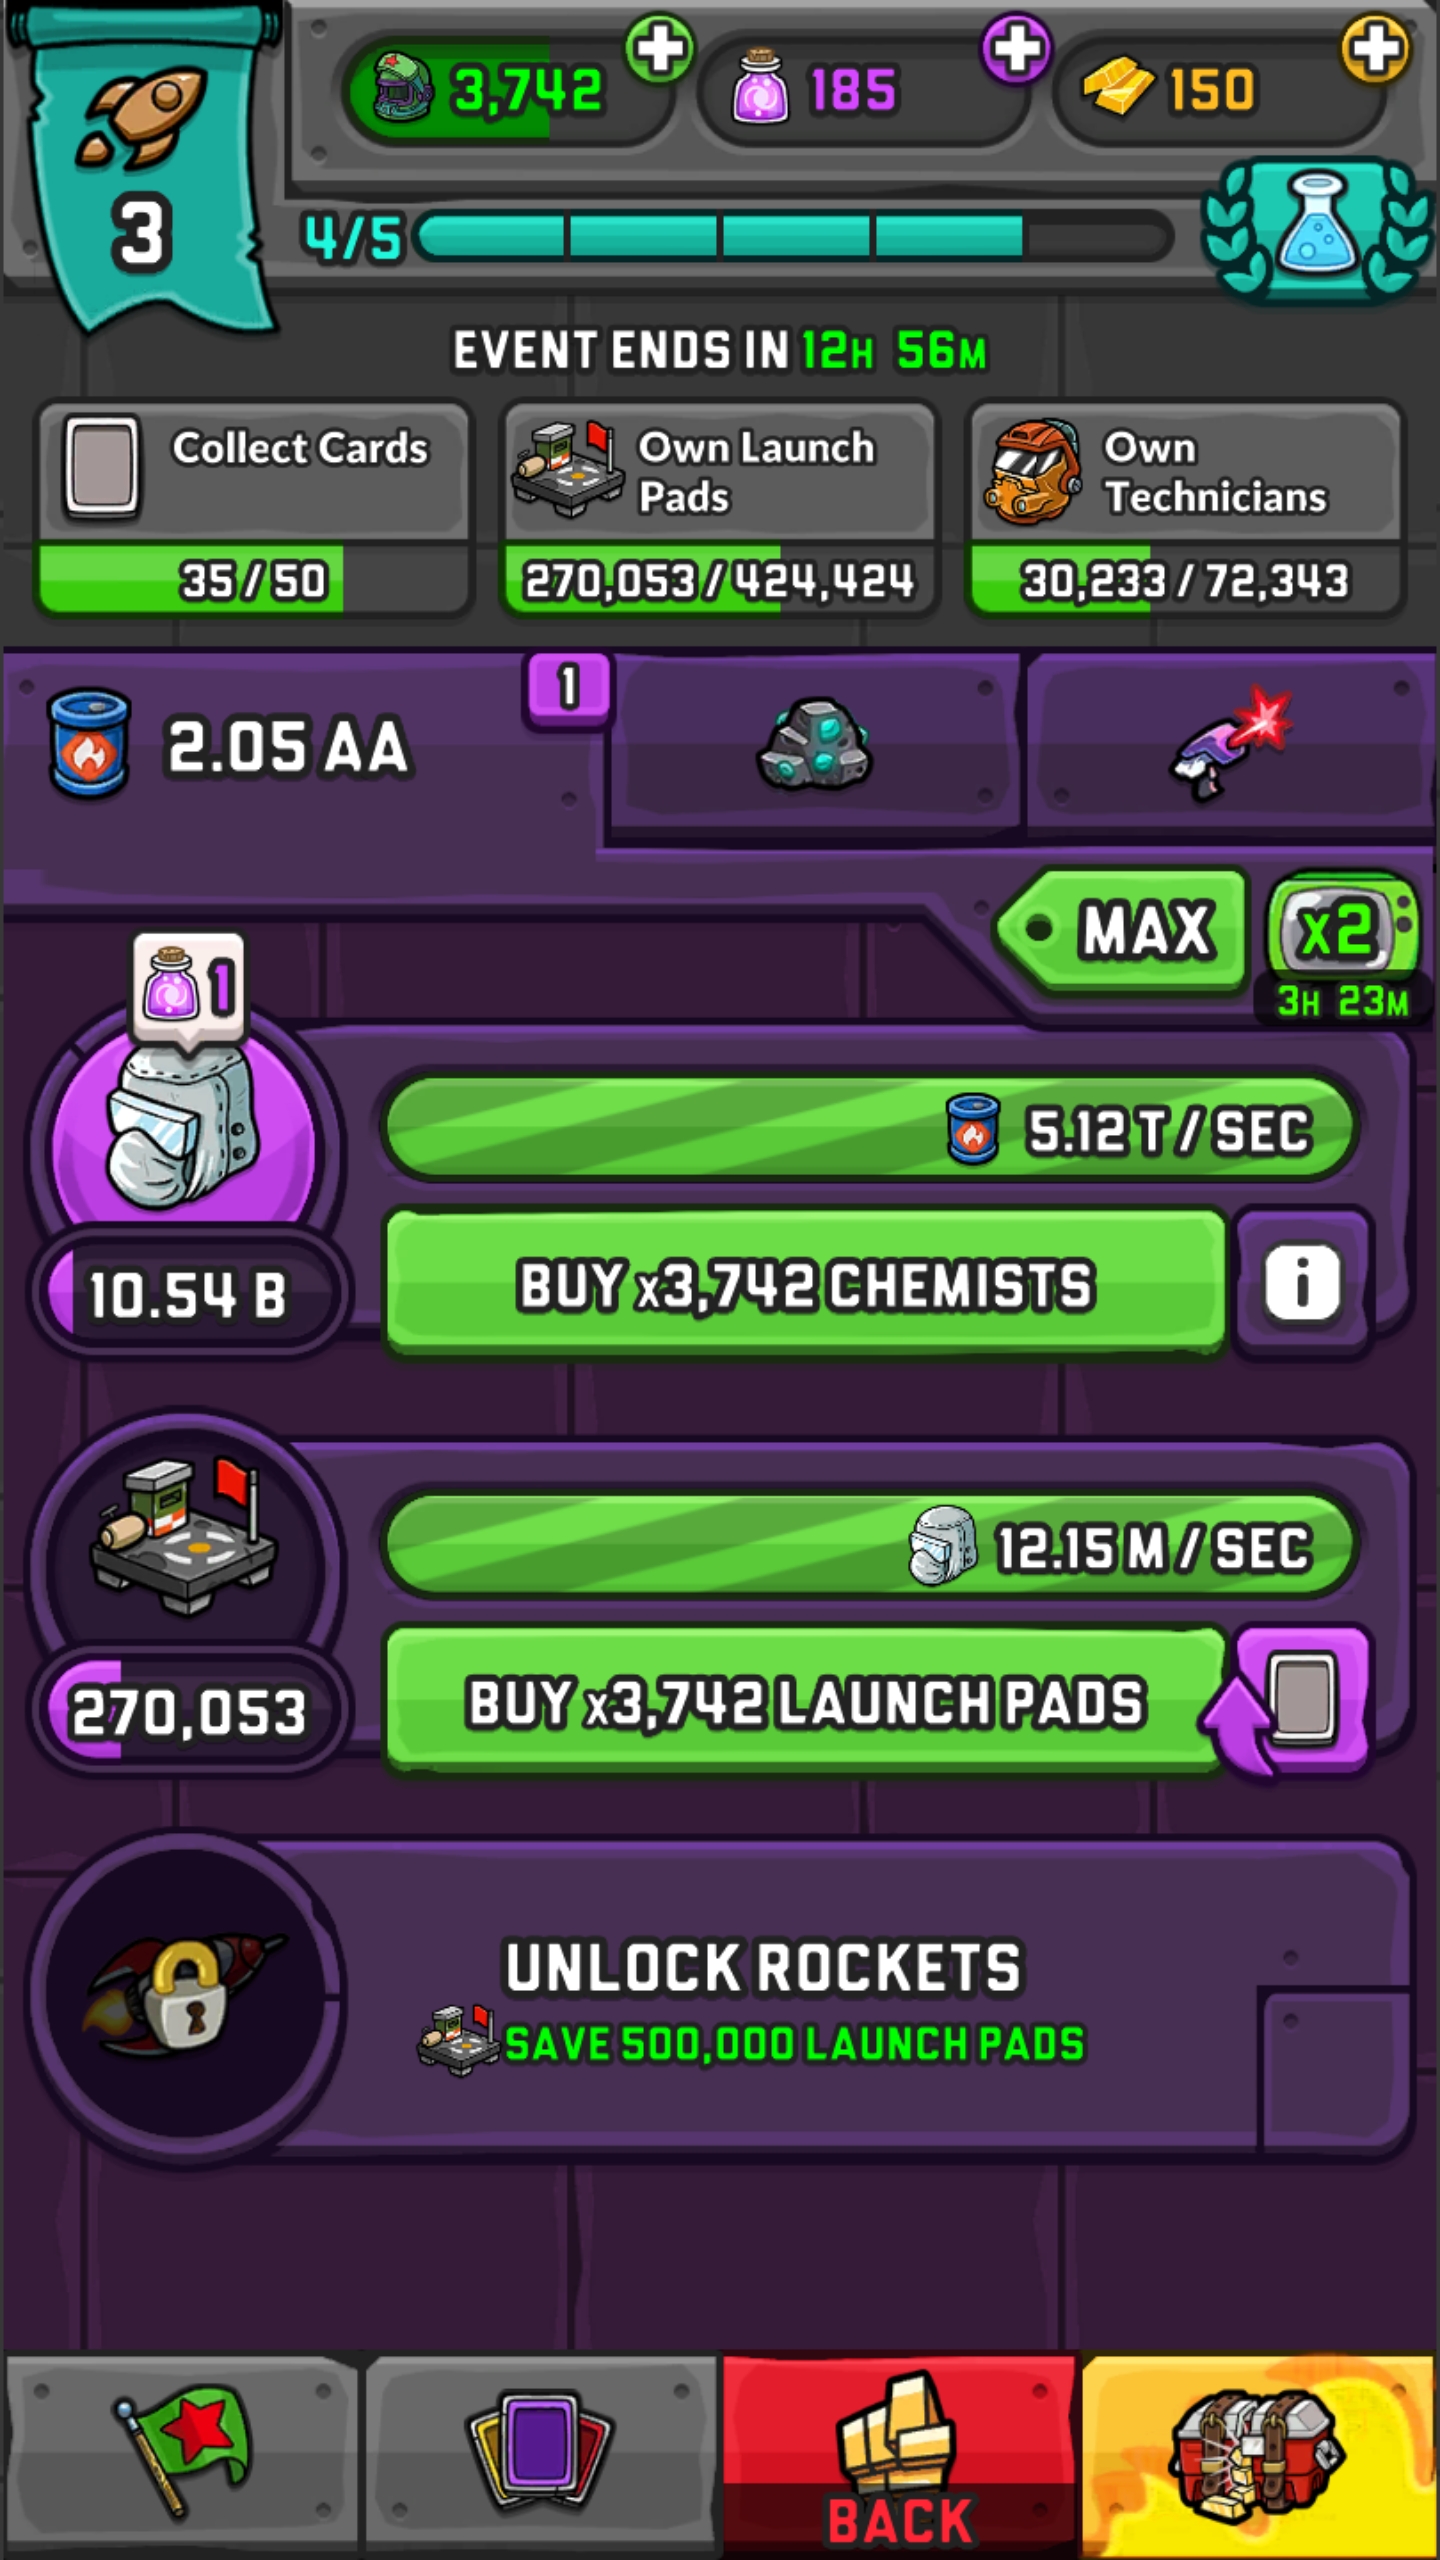 3,742
185
150
3
4/5
EVENT ENDS IN 12H 56M
Collect Cards
35/50
Own Launch
Pads
270,053/424,424
Own
Technicians
30,233/72,343
2.05 AA
1
MAX
x2
3H 23M
1
5.12 T / SEC
10.54 B
BUY x3,742 CHEMISTS
i
12.15 M / SEC
270,053
BUY x3,742 LAUNCH PADS
UNLOCK ROCKETS
SAVE 500,000 LAUNCH PADS
BACK